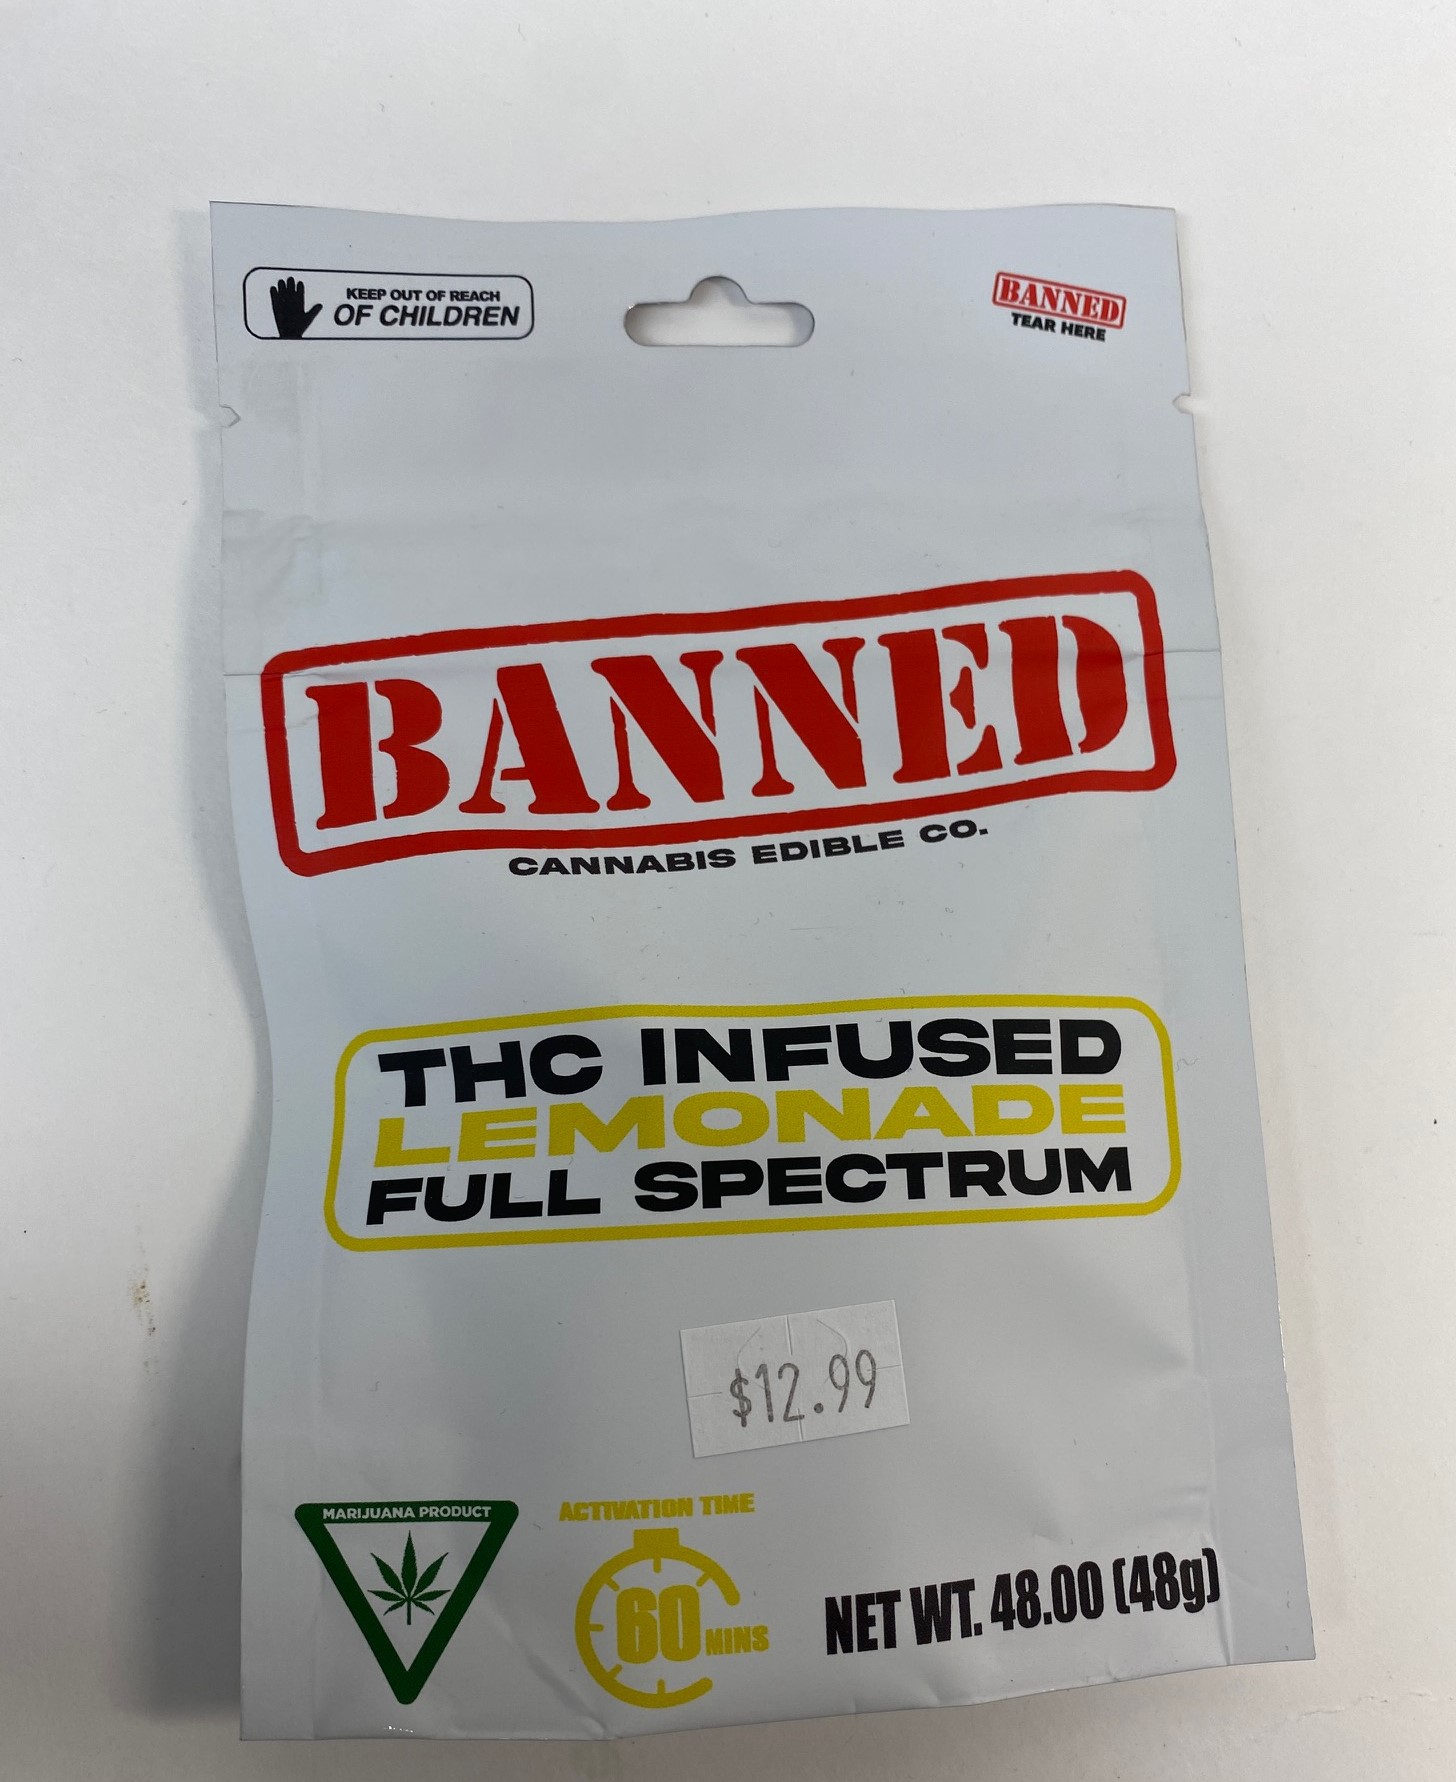 KEEP OUT OF REACH
OF CHILDREN
BANNED
TEAR HERE
BANNED
CANNABIS EDIBLE CO.
THC INFUSED
LEMONADE
FULL SPECTRUM
$12.99
MARIJUANA PRODUCT
ACTIVATION TIME
60 MINS
NET WT. 48.00 (48g)